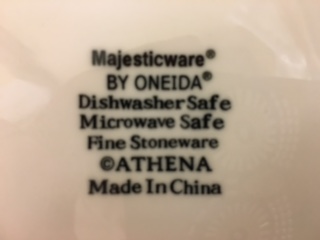 Majesticware®
BY ONEIDA®
Dishwasher Safe
Microwave Safe
Fine Stoneware
©ATHENA
Made In China